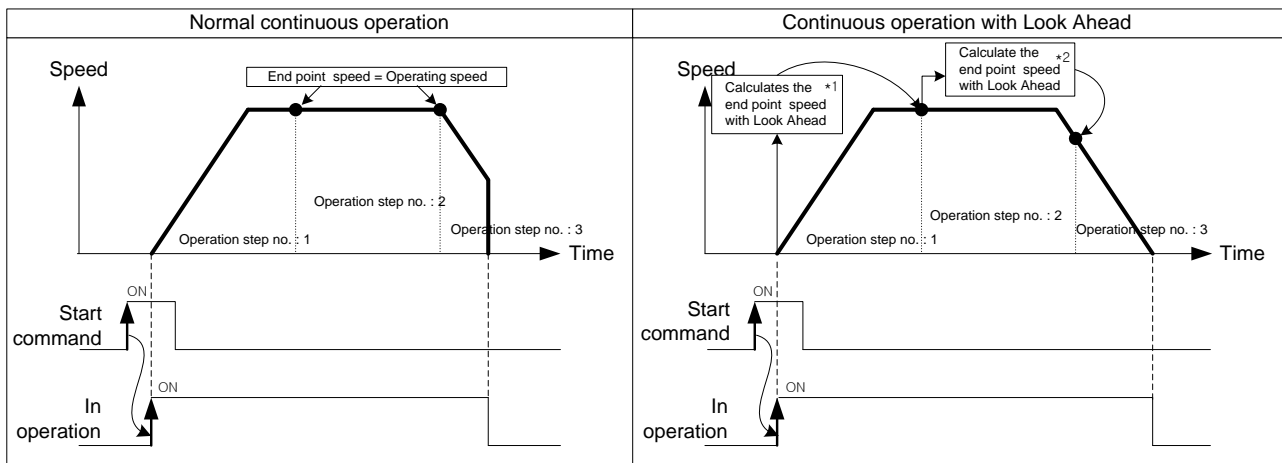 Normal continuous operation
Speed
End point speed = Operating speed
Operation step no. : 2
Operation step no. : 1
Operation step no. : 3
Time
ON
Start
command
ON
In
operation
Continuous operation with Look Ahead
Speed
Calculates the *1
end point speed
with Look Ahead
Calculate the *2
end point speed
with Look Ahead
Operation step no. : 2
Operation step no. : 1
Operation step no. : 3
Time
ON
Start
command
ON
In
operation